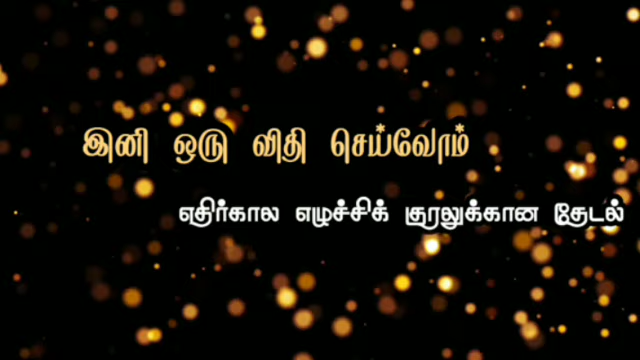 இனி ஒரு விதி செய்வோம்
எதிர்கால எழுச்சிக் குரலுக்கான தேடல்